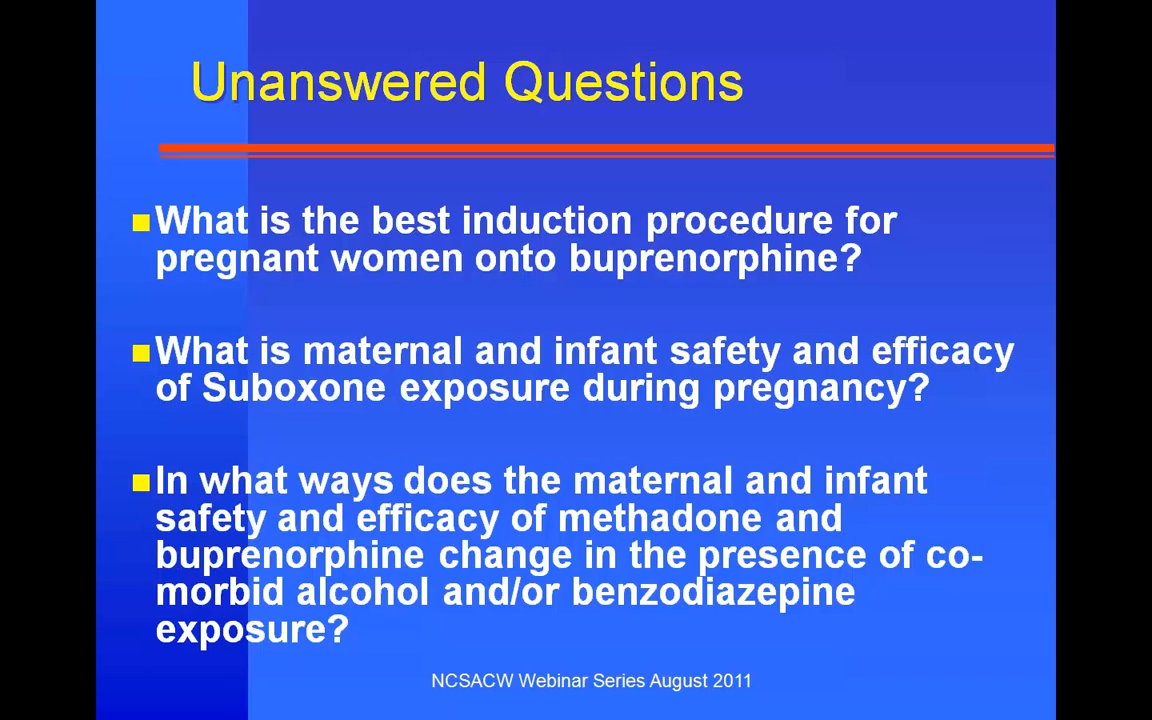 Unanswered Questions
What is the best induction procedure for
pregnant women onto buprenorphine?
What is maternal and infant safety and efficacy
of Suboxone exposure during pregnancy?
In what ways does the maternal and infant
safety and efficacy of methadone and
buprenorphine change in the presence of co-
morbid alcohol and/or benzodiazepine
exposure?
NCSACW Webinar Series August 2011